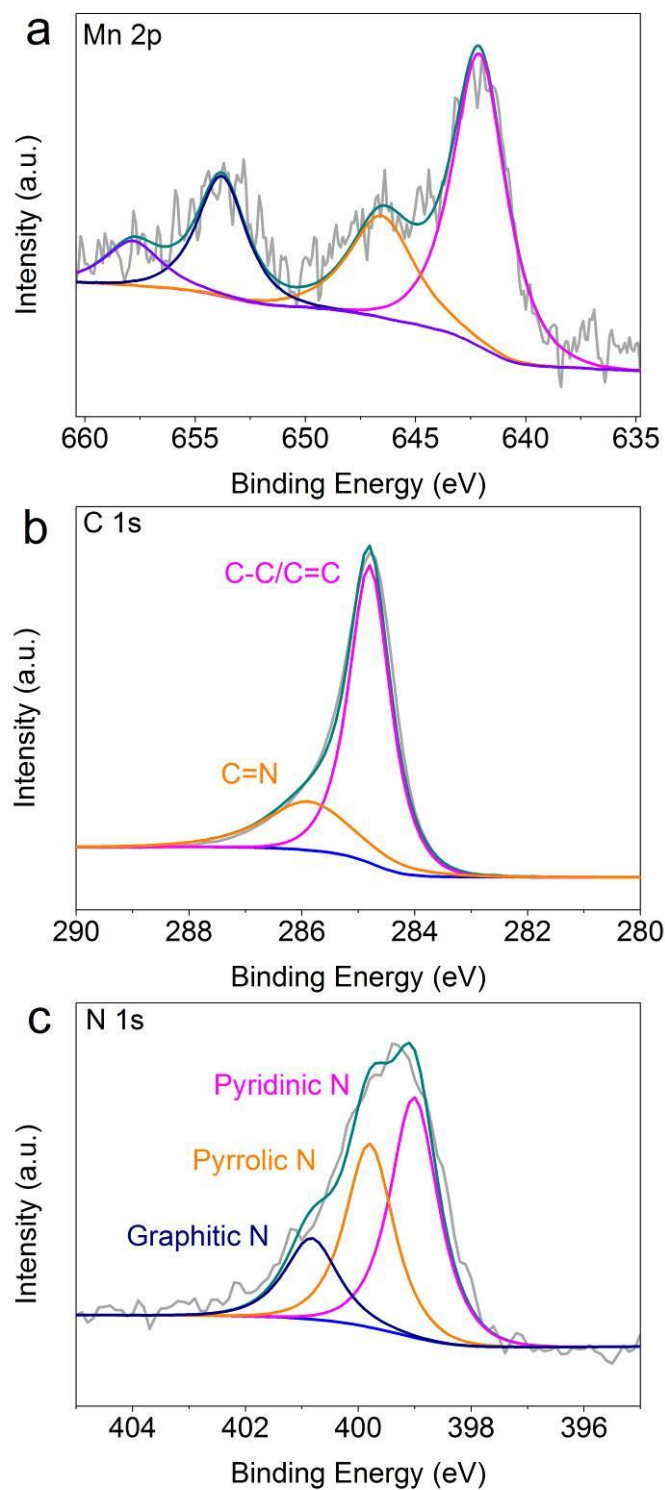 a
Mn 2p
Intensity (a.u.)
660 655 650 645 640 635
Binding Energy (eV)
b
C 1s
C-C/C=C
C=N
Intensity (a.u.)
290 288 286 284 282 280
Binding Energy (eV)
c
N 1s
Pyridinic N
Pyrrolic N
Graphitic N
Intensity (a.u.)
404 402 400 398 396
Binding Energy (eV)